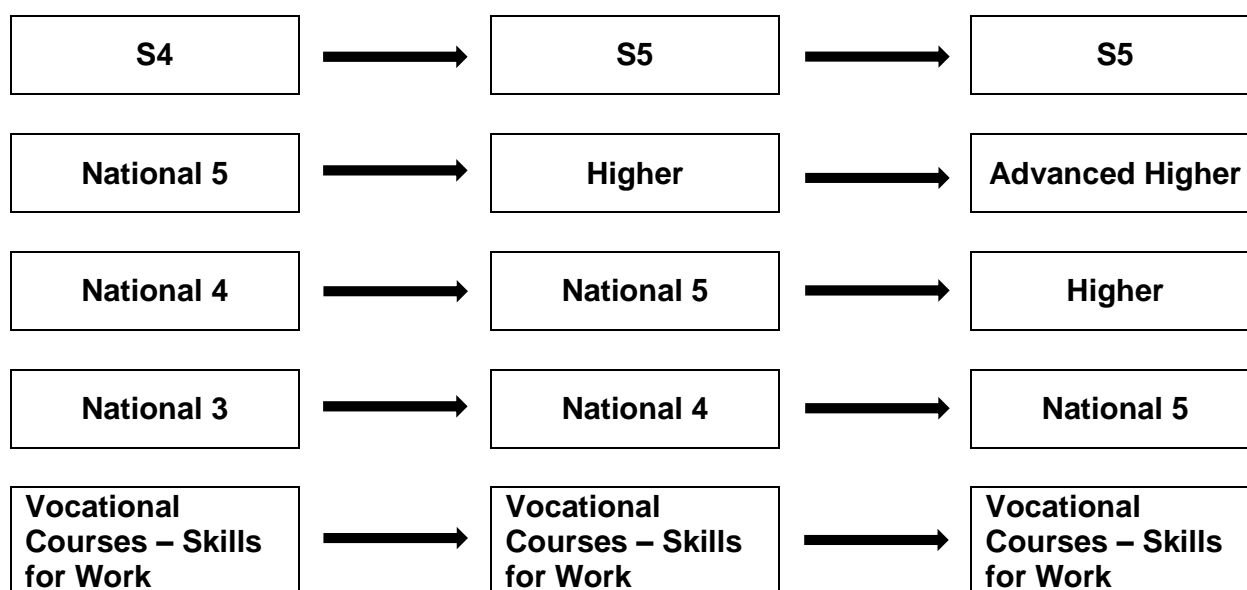 S4 S5 S5
National 5 Higher Advanced Higher
National 4 National 5 Higher
National 3 National 4 National 5
Vocational
Courses – Skills
for Work
Vocational
Courses – Skills
for Work
Vocational
Courses – Skills
for Work